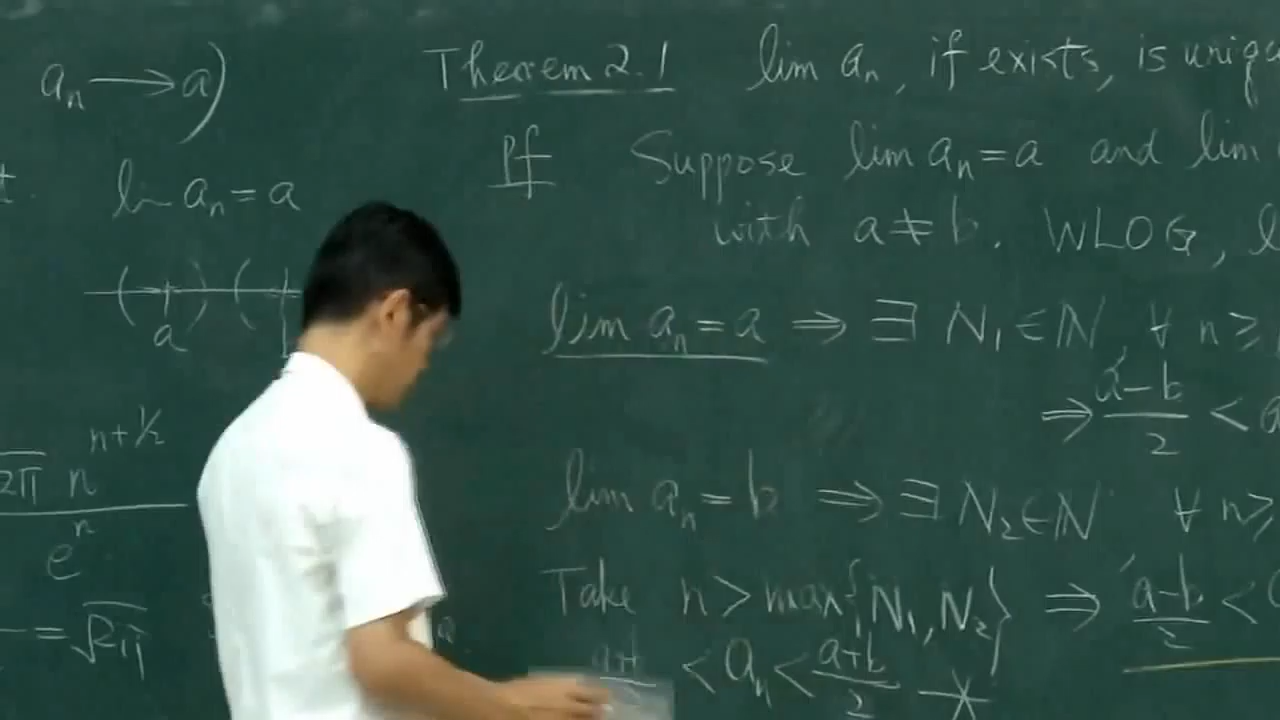 aₙ → a)
t.
lim aₙ = a
a
√2π n^{n+1/2}
eⁿ
= √2π
Theorem 2.1 lim aₙ, if exists, is uniq
Pf Suppose lim aₙ = a and lim
with a ≠ b. WLOG, l
lim aₙ = a ⇒ ∃ N₁ ∈ ℕ, ∀ n ≥
⇒ a-b/2 <
lim aₙ = b ⇒ ∃ N₂ ∈ ℕ ∀ n ≥
Take n > max{N₁, N₂} ⇒ a-b/2 <
< aₙ < a+b/2 ⚹